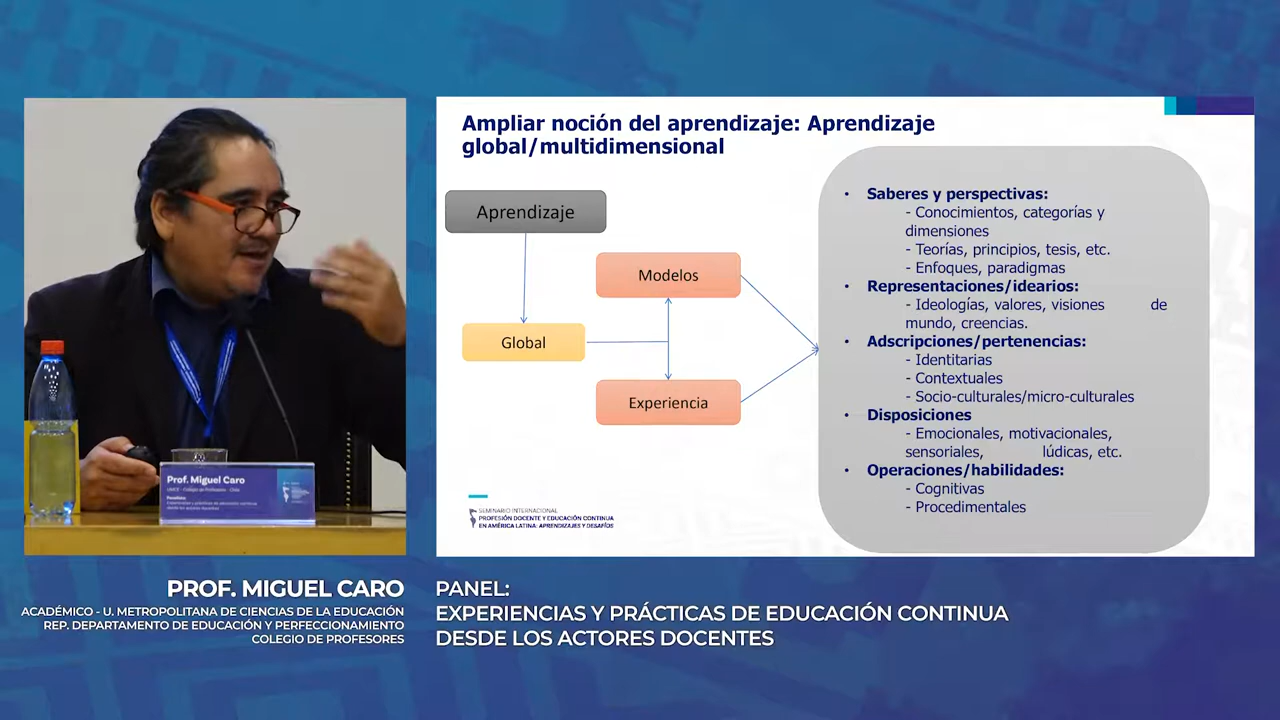 Ampliar noción del aprendizaje: Aprendizaje
global/multidimensional
Aprendizaje
Global
Modelos
Experiencia
• Saberes y perspectivas:
- Conocimientos, categorías y
dimensiones
- Teorías, principios, tesis, etc.
- Enfoques, paradigmas
• Representaciones/idearios:
- Ideologías, valores, visiones de
mundo, creencias.
• Adscripciones/pertenencias:
- Identitarias
- Contextuales
- Socio-culturales/micro-culturales
• Disposiciones
- Emocionales, motivacionales,
sensoriales, lúdicas, etc.
• Operaciones/habilidades:
- Cognitivas
- Procedimentales
SEMINARIO INTERNACIONAL
PROFESIÓN DOCENTE Y EDUCACIÓN CONTINUA
EN AMÉRICA LATINA: APRENDIZAJES Y DESAFÍOS
Prof. Miguel Caro
PROF. MIGUEL CARO
ACADÉMICO - U. METROPOLITANA DE CIENCIAS DE LA EDUCACIÓN
REP. DEPARTAMENTO DE EDUCACIÓN Y PERFECCIONAMIENTO
COLEGIO DE PROFESORES
PANEL:
EXPERIENCIAS Y PRÁCTICAS DE EDUCACIÓN CONTINUA
DESDE LOS ACTORES DOCENTES